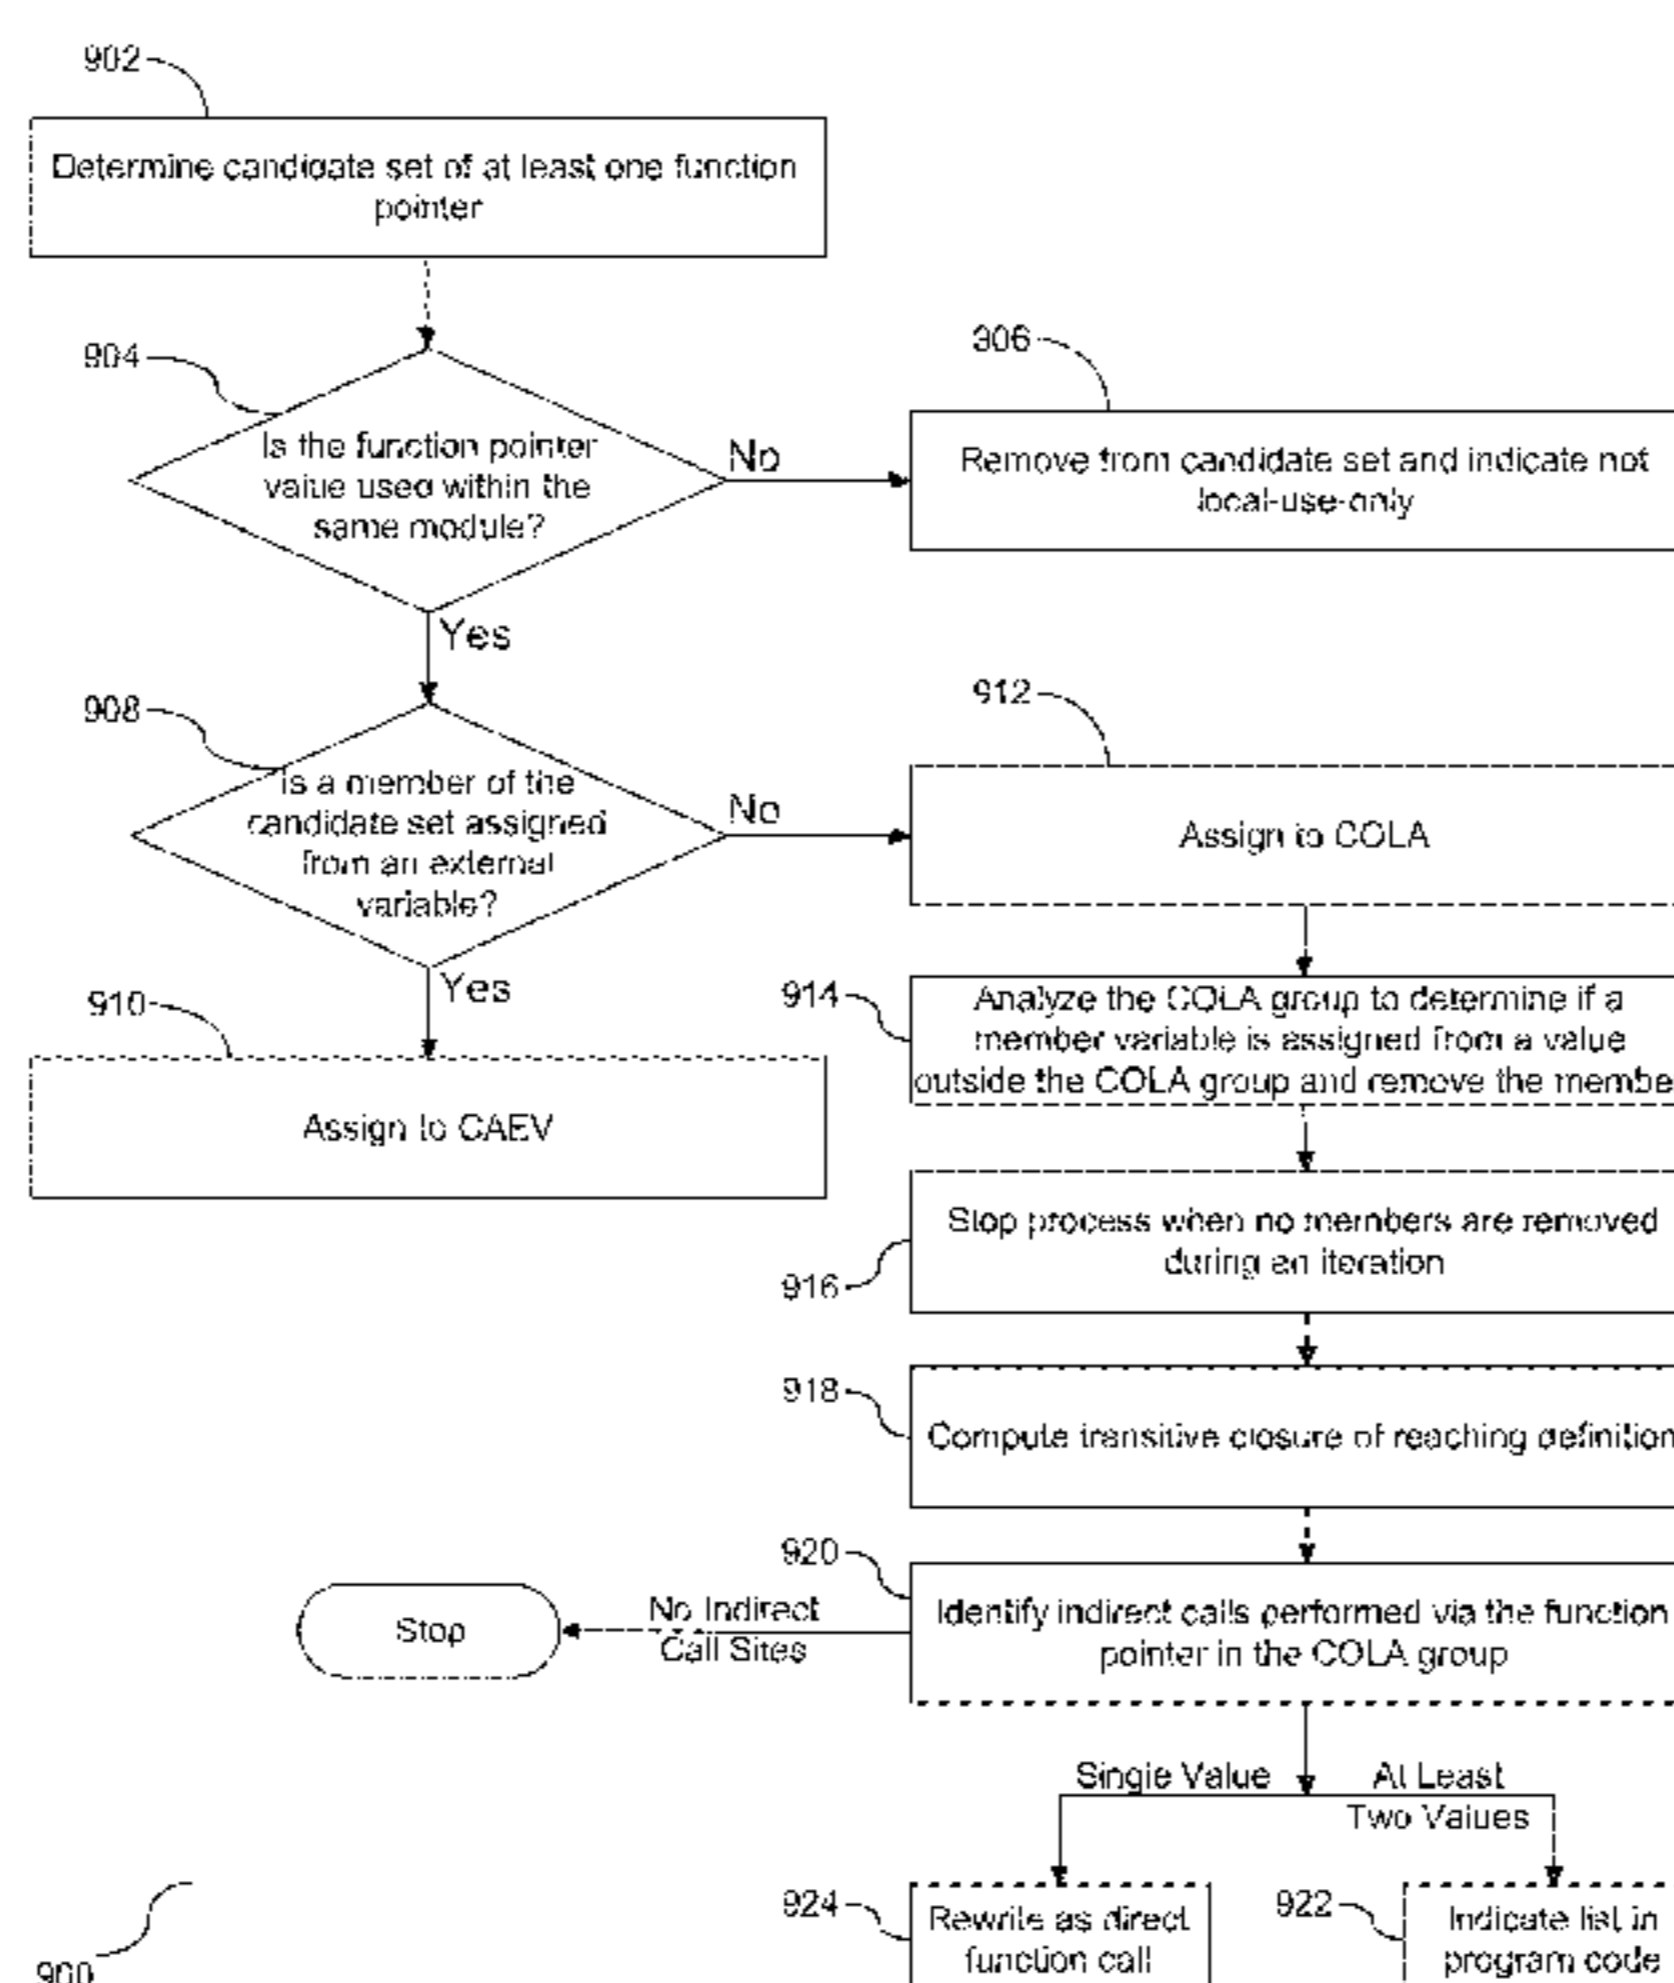 902
Determine candidate set of at least one function
pointer
904
Is the function pointer
value used within the
same module?
No
906
Remove from candidate set and indicate not
local-use-only
Yes
908
Is a member of the
candidate set assigned
from an external
variable?
No
912
Assign to COLA
Yes
910
Assign to CAEV
914
Analyze the COLA group to determine if a
member variable is assigned from a value
outside the COLA group and remove the membe
Stop process when no members are removed
during an iteration
916
918
Compute transitive closure of reaching definition
920
Identify indirect calls performed via the function
pointer in the COLA group
No Indirect
Call Sites
Stop
Single Value
At Least
Two Values
924
Rewrite as direct
function call
922
Indicate list in
program code
900